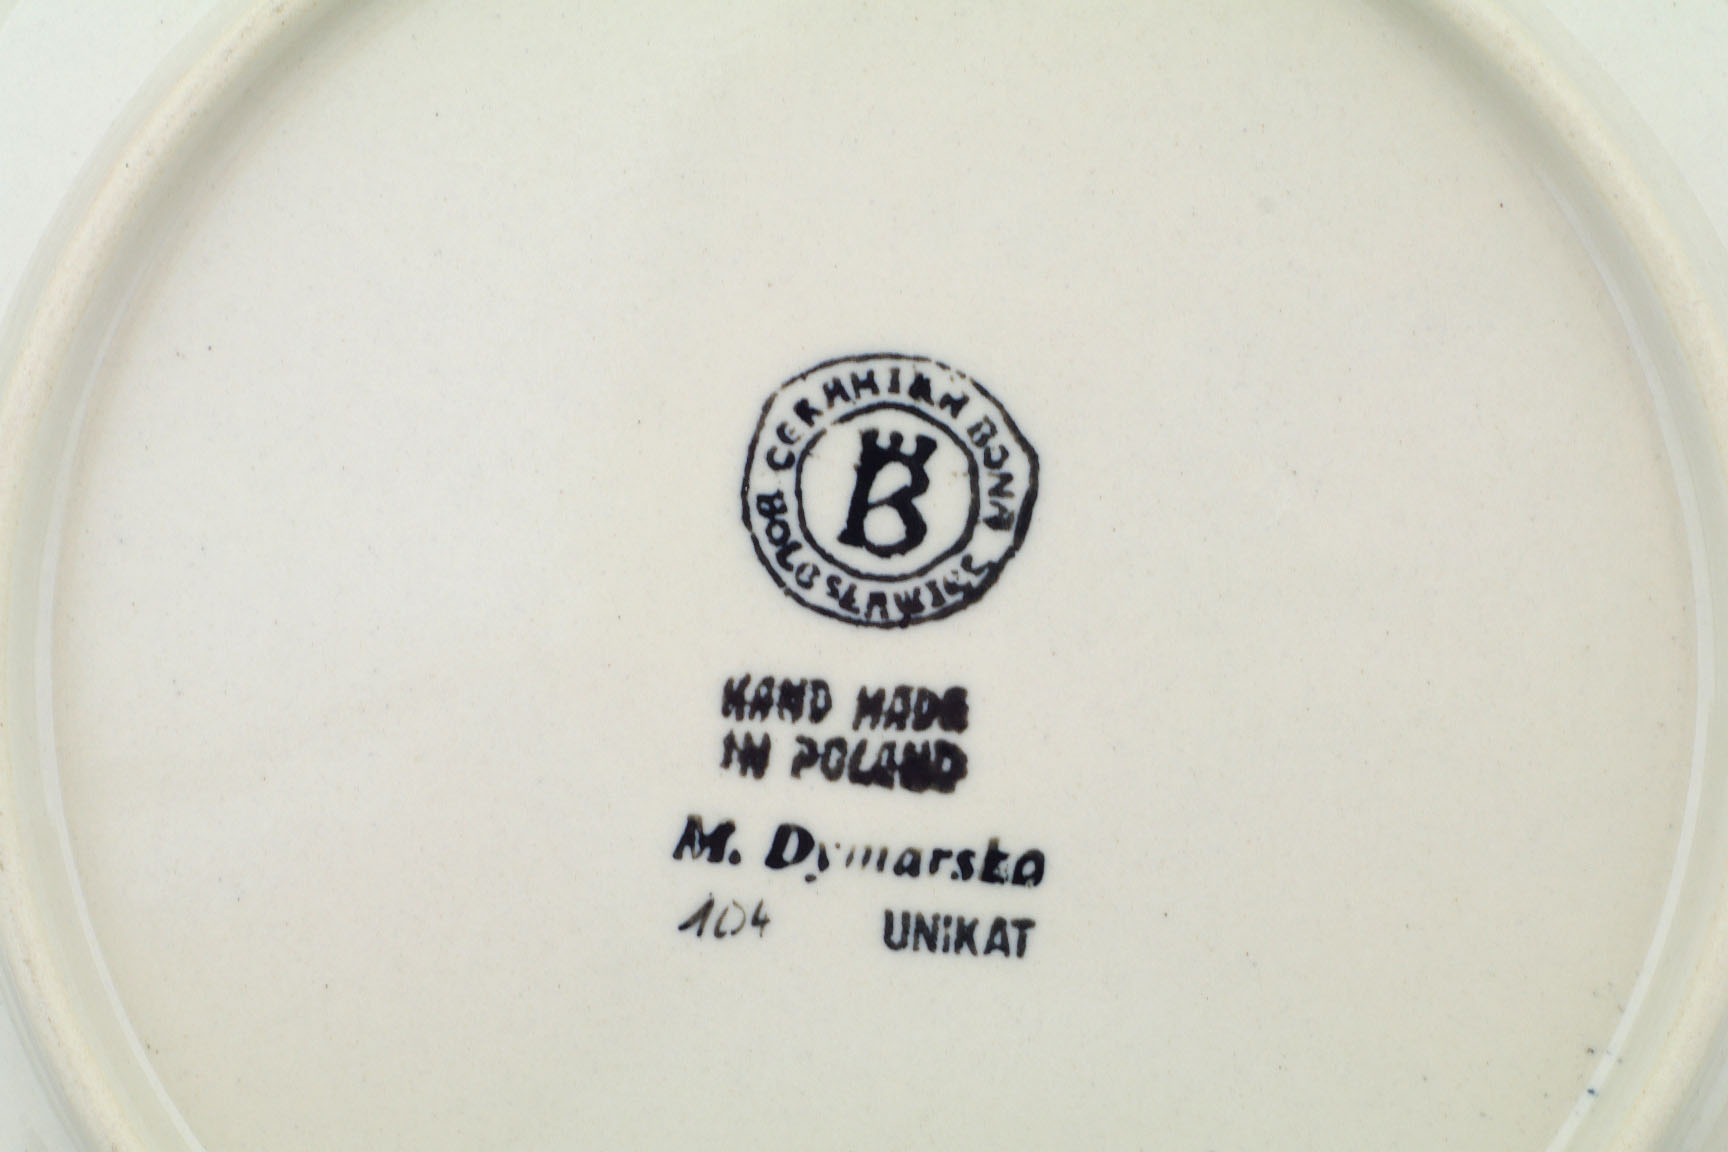 CERAMIKA BONA
BOLESŁAWIEC
B
HAND MADE
IN POLAND
M. Dymarska
104 UNIKAT